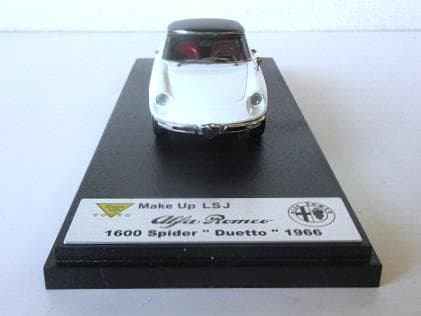 Make Up LSJ
Alfa Romeo
1600 Spider " Duetto " 1966